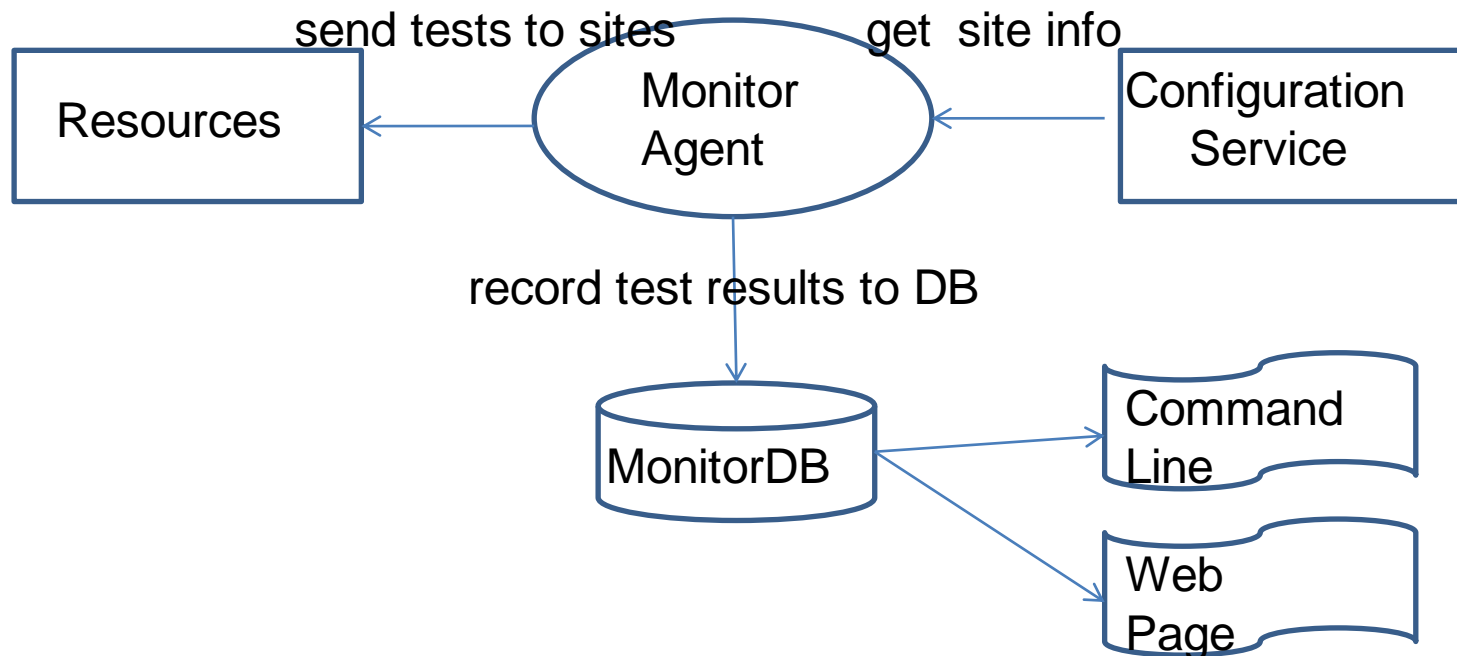 send tests to sites
get site info
Resources
Monitor
Agent
Configuration
Service
record test results to DB
MonitorDB
Command
Line
Web
Page